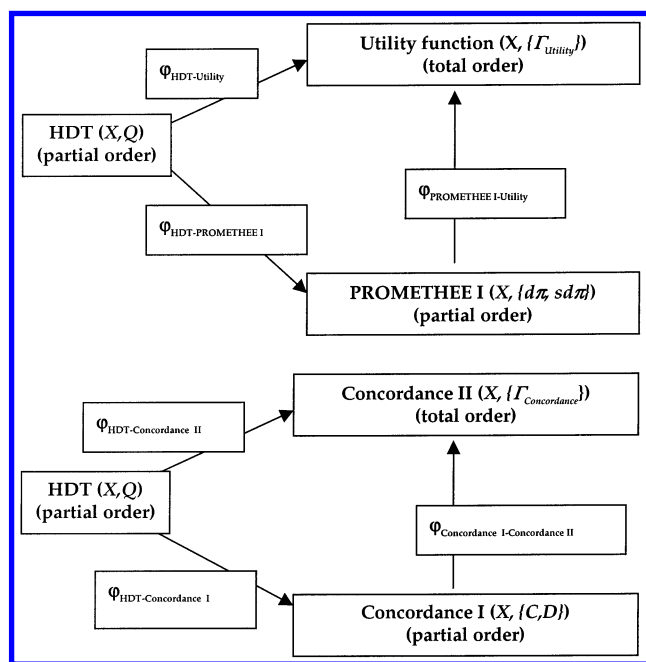 Utility function (X, {Γ_Utility})
(total order)
φ_HDT-Utility
HDT (X,Q)
(partial order)
φ_PROMETHEE I-Utility
φ_HDT-PROMETHEE I
PROMETHEE I (X, {dπ, sdπ})
(partial order)
Concordance II (X, {Γ_Concordance})
(total order)
φ_HDT-Concordance II
HDT (X,Q)
(partial order)
φ_Concordance I-Concordance II
φ_HDT-Concordance I
Concordance I (X, {C,D})
(partial order)